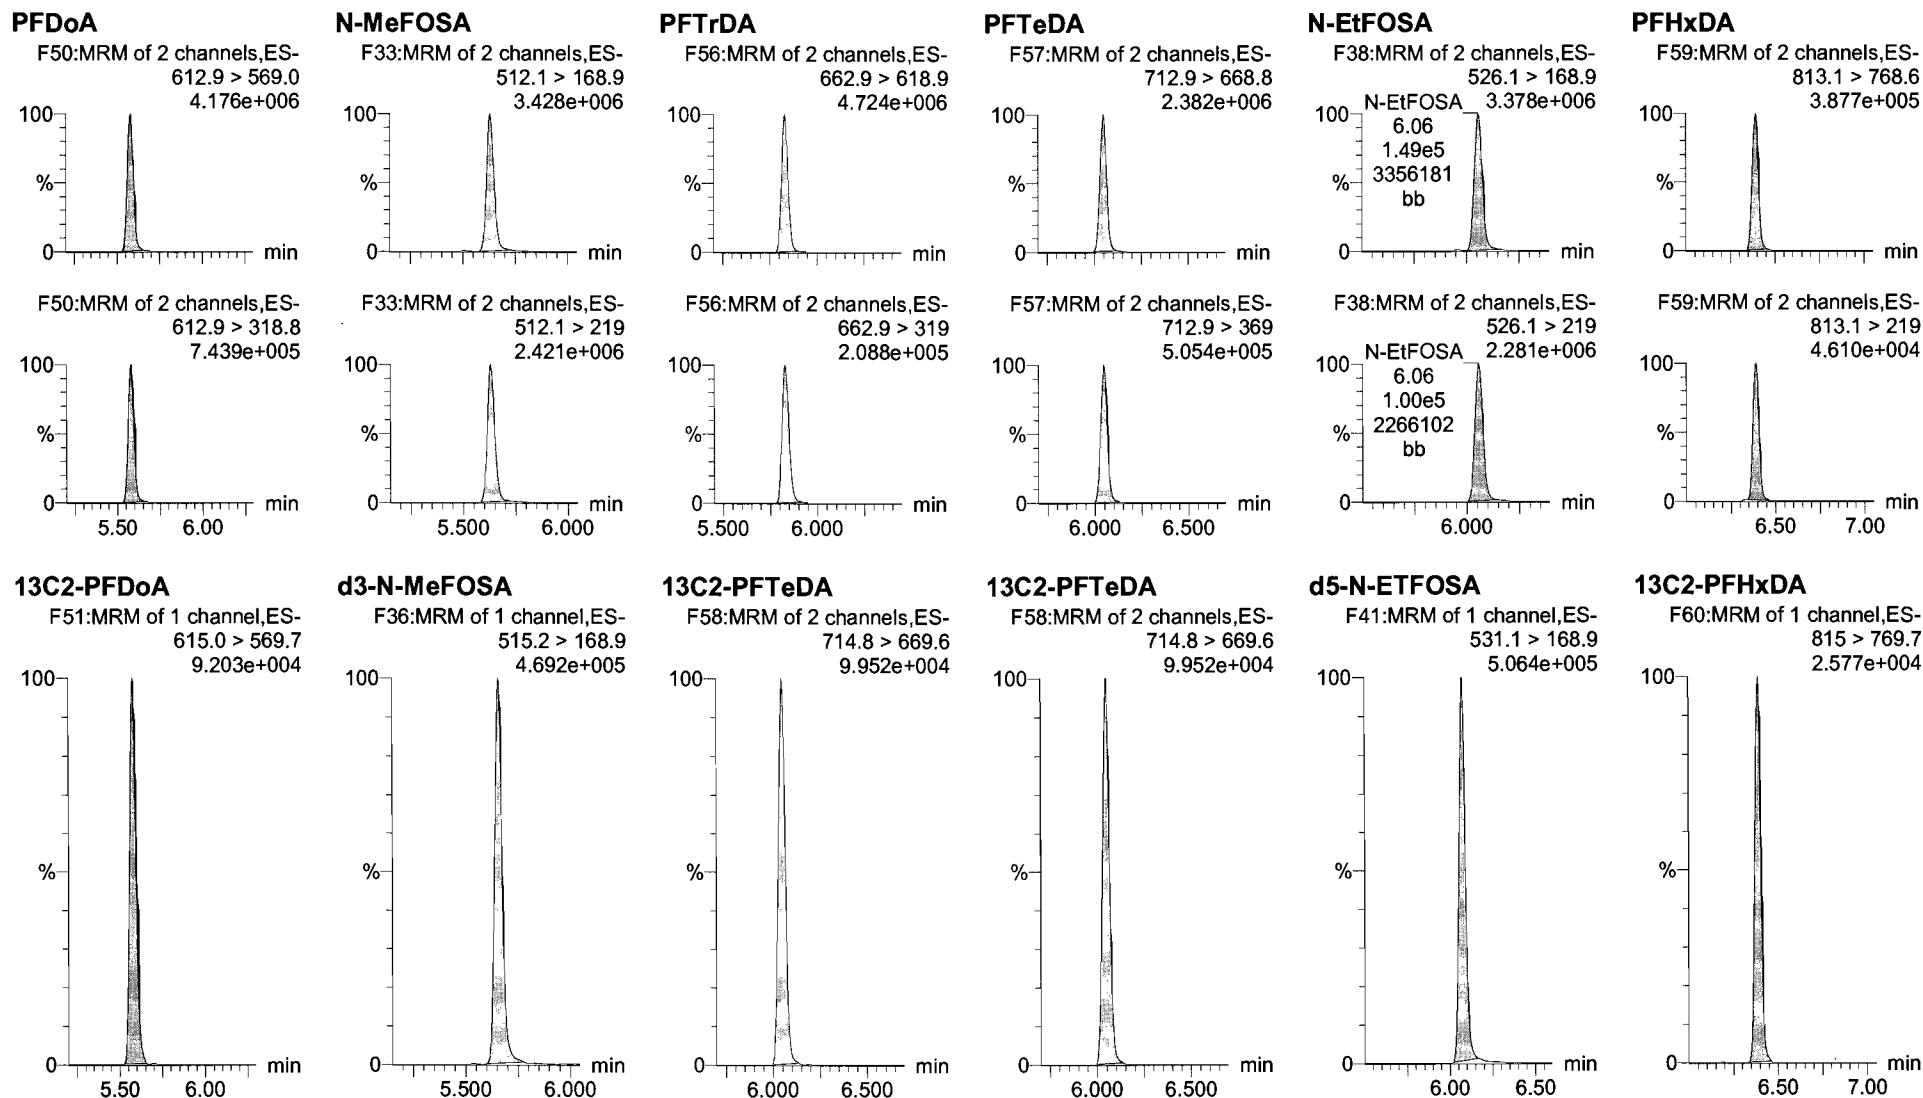 PFDoA
F50:MRM of 2 channels,ES-
612.9 > 569.0
4.176e+006
100
%
0
min
F50:MRM of 2 channels,ES-
612.9 > 318.8
7.439e+005
100
%
0
min
5.50 6.00
N-MeFOSA
F33:MRM of 2 channels,ES-
512.1 > 168.9
3.428e+006
100
%
0
min
F33:MRM of 2 channels,ES-
512.1 > 219
2.421e+006
100
%
0
min
5.500 6.000
PFTrDA
F56:MRM of 2 channels,ES-
662.9 > 618.9
4.724e+006
100
%
0
min
F56:MRM of 2 channels,ES-
662.9 > 319
2.088e+005
100
%
0
min
5.500 6.000
PFTeDA
F57:MRM of 2 channels,ES-
712.9 > 668.8
2.382e+006
100
%
0
min
F57:MRM of 2 channels,ES-
712.9 > 369
5.054e+005
100
%
0
min
6.000 6.500
N-EtFOSA
F38:MRM of 2 channels,ES-
526.1 > 168.9
3.378e+006
N-EtFOSA
6.06
1.49e5
3356181
bb
100
%
0
min
F38:MRM of 2 channels,ES-
526.1 > 219
2.281e+006
N-EtFOSA
6.06
1.00e5
2266102
bb
100
%
0
min
6.000
PFHxDA
F59:MRM of 2 channels,ES-
813.1 > 768.6
3.877e+005
100
%
0
min
F59:MRM of 2 channels,ES-
813.1 > 219
4.610e+004
100
%
0
min
6.50 7.00
13C2-PFDoA
F51:MRM of 1 channel,ES-
615.0 > 569.7
9.203e+004
100
%
0
min
5.50 6.00
d3-N-MeFOSA
F36:MRM of 1 channel,ES-
515.2 > 168.9
4.692e+005
100
%
0
min
5.500 6.000
13C2-PFTeDA
F58:MRM of 2 channels,ES-
714.8 > 669.6
9.952e+004
100
%
0
min
6.000 6.500
13C2-PFTeDA
F58:MRM of 2 channels,ES-
714.8 > 669.6
9.952e+004
100
%
0
min
6.000 6.500
d5-N-ETFOSA
F41:MRM of 1 channel,ES-
531.1 > 168.9
5.064e+005
100
%
0
min
6.00 6.50
13C2-PFHxDA
F60:MRM of 1 channel,ES-
815 > 769.7
2.577e+004
100
%
0
min
6.50 7.00